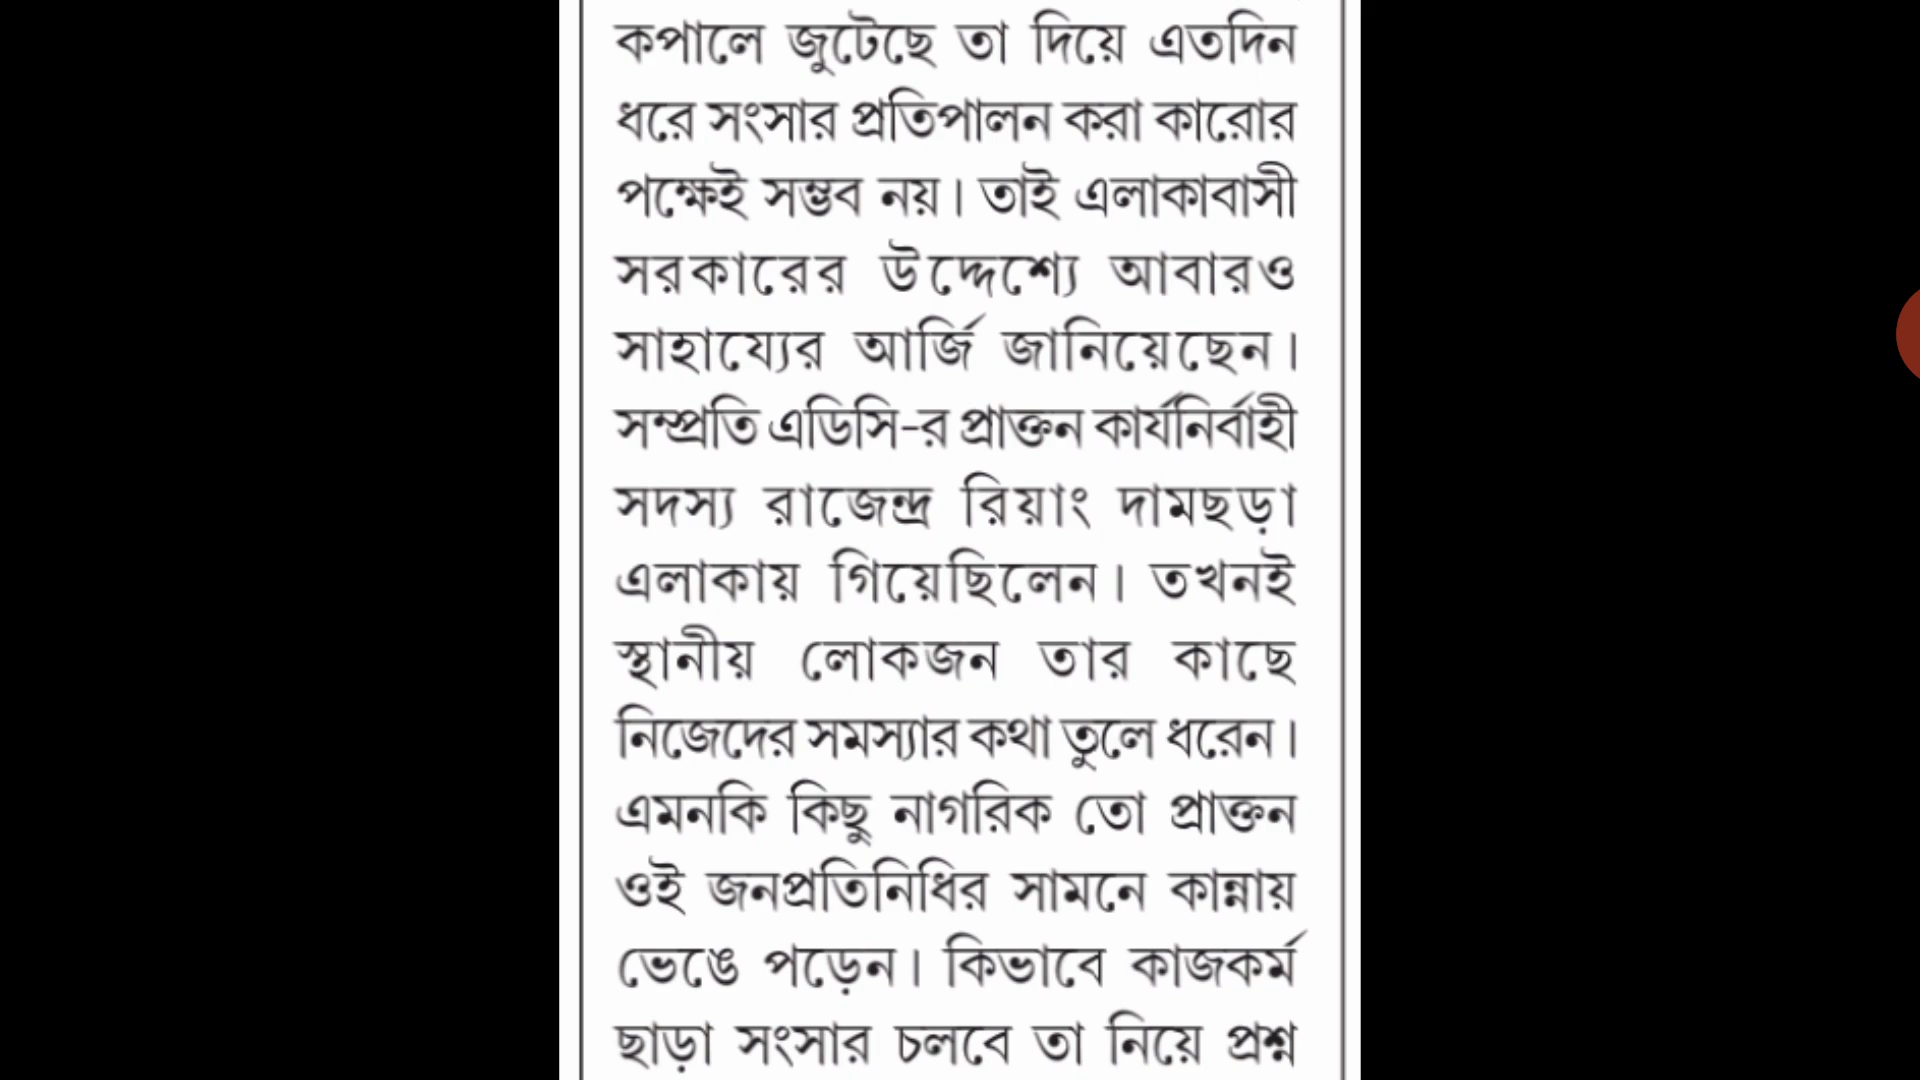 কপালে জুটেছে তা দিয়ে এতদিন
ধরে সংসার প্রতিপালন করা কারোর
পক্ষেই সম্ভব নয়। তাই এলাকাবাসী
সরকারের উদ্দেশ্যে আবারও
সাহায্যের আর্জি জানিয়েছেন।
সম্প্রতি এডিসি-র প্রাক্তন কার্যনির্বাহী
সদস্য রাজেন্দ্র রিয়াং দামছড়া
এলাকায় গিয়েছিলেন। তখনই
স্থানীয় লোকজন তার কাছে
নিজেদের সমস্যার কথা তুলে ধরেন।
এমনকি কিছু নাগরিক তো প্রাক্তন
ওই জনপ্রতিনিধির সামনে কান্নায়
ভেঙে পড়েন। কিভাবে কাজকর্ম
ছাড়া সংসার চলবে তা নিয়ে প্রশ্ন